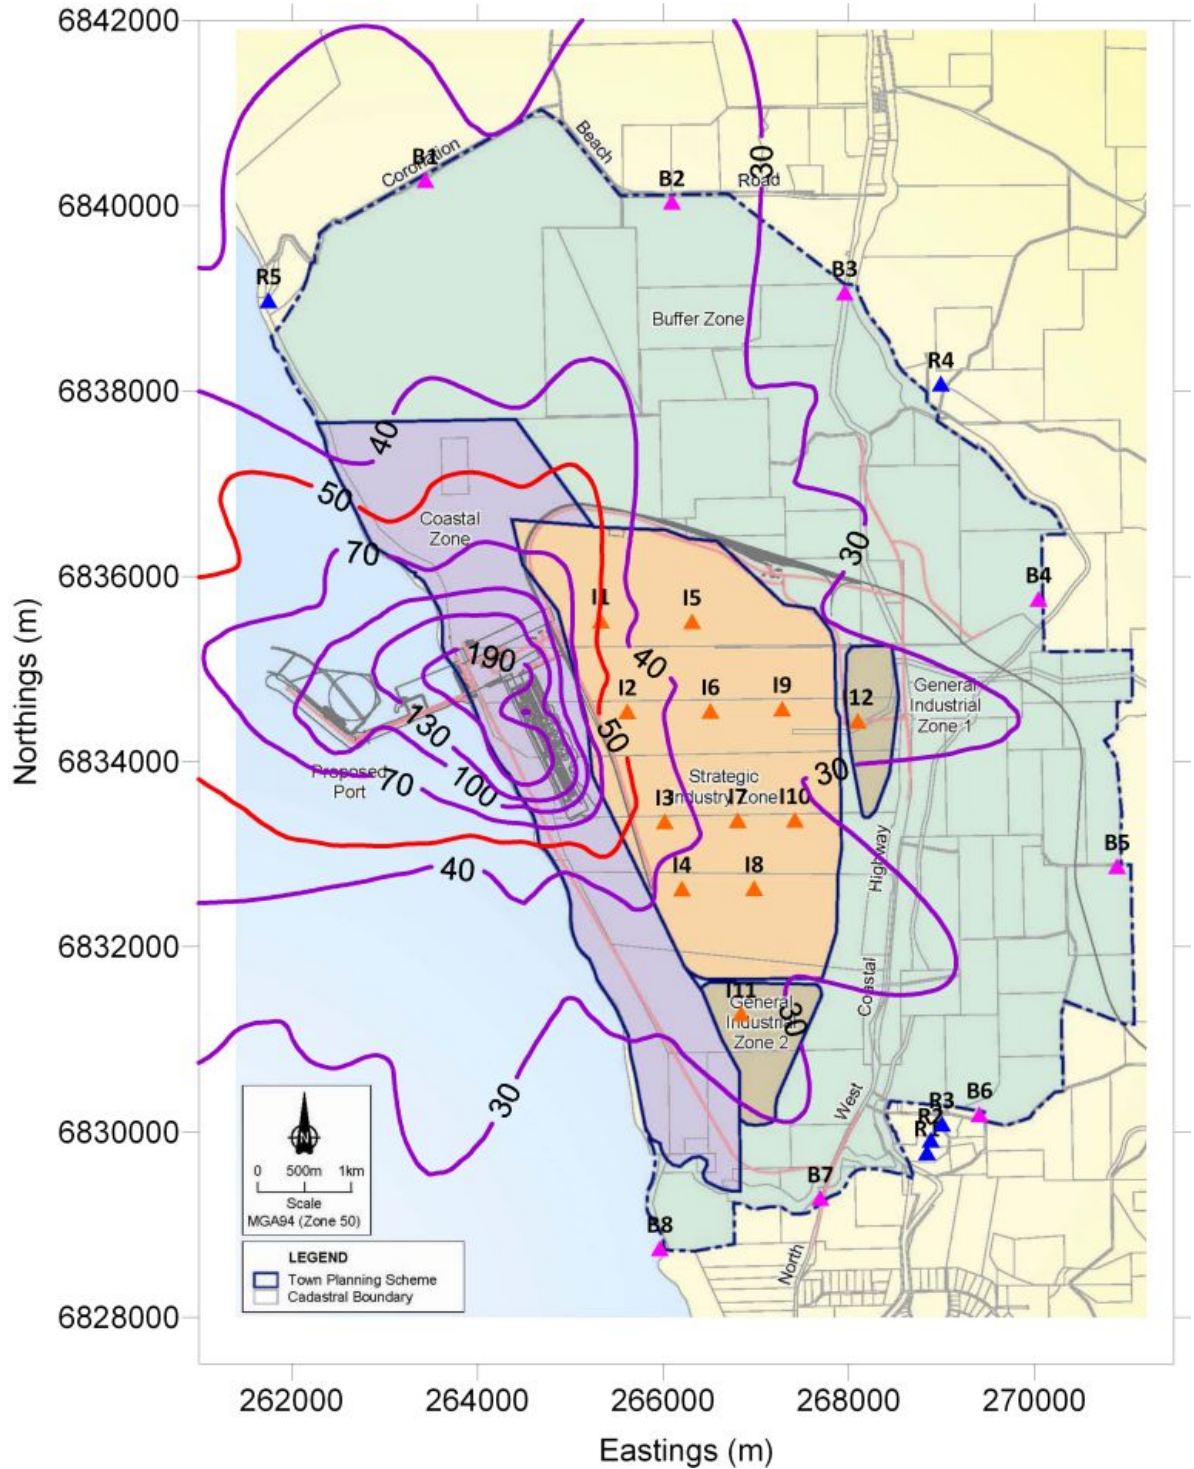 6842000
B1
Coronation
Beach
B2
Road
30
6840000
R5
B3
Buffer Zone
R4
6838000
40
50
Coastal
Zone
70
30
6836000
B4
I1
I5
190
40
General
Industrial
Zone 1
I2
I6
I9
I12
130
50
6834000
Proposed
Port
70
100
Strategic
Industry Zone
30
I3
I7
I10
Highway
B5
40
I4
I8
6832000
Coastal
I11
General
Industrial
Zone 2
30
30
West
6830000
R3
R2
R1
B6
N
0 500m 1km
Scale
MGA94 (Zone 50)
B7
B8
North
LEGEND
Town Planning Scheme
Cadastral Boundary
6828000
262000 264000 266000 268000 270000
Northings (m)
Eastings (m)